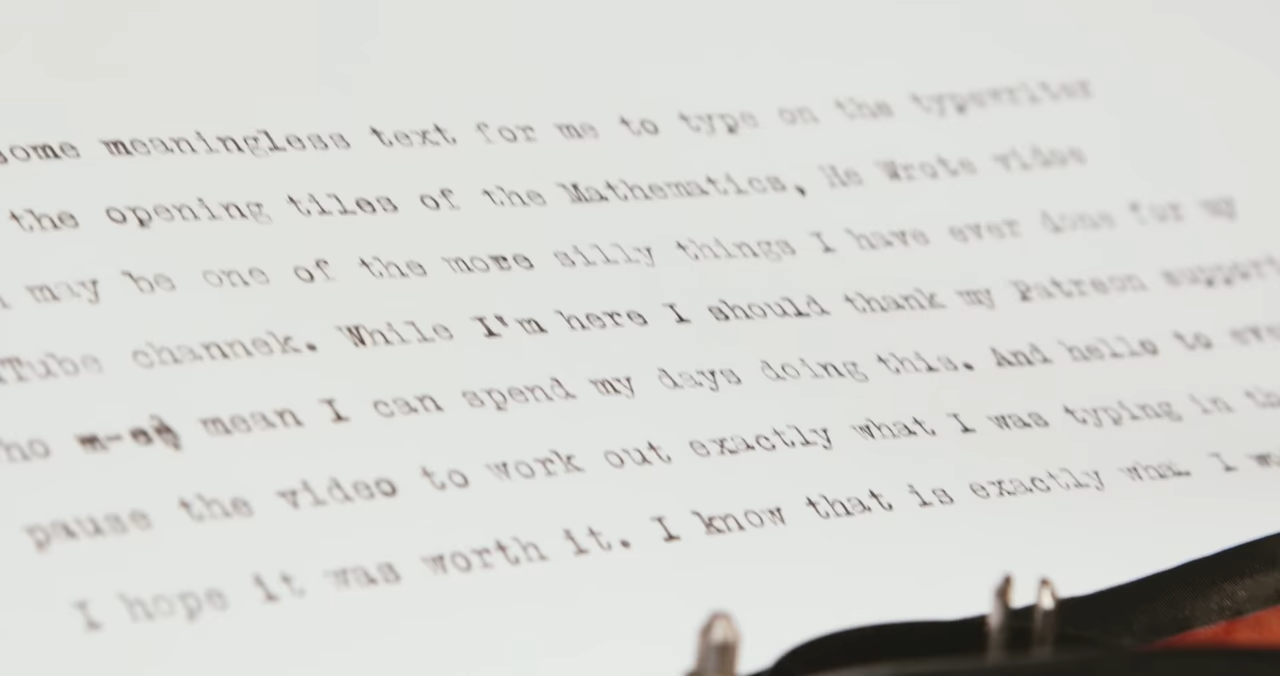 some meaningless text for me to type on the typewriter
the opening tiles of the Mathematics, He Wrote video
may be one of the more silly things I have ever done for my
Tube channek. While I'm here I should thank my Patreon support
mean I can spend my days doing this. And hello to
pause the video to work out exactly what I was typing in
I hope it was worth it. I know that is exactly what I